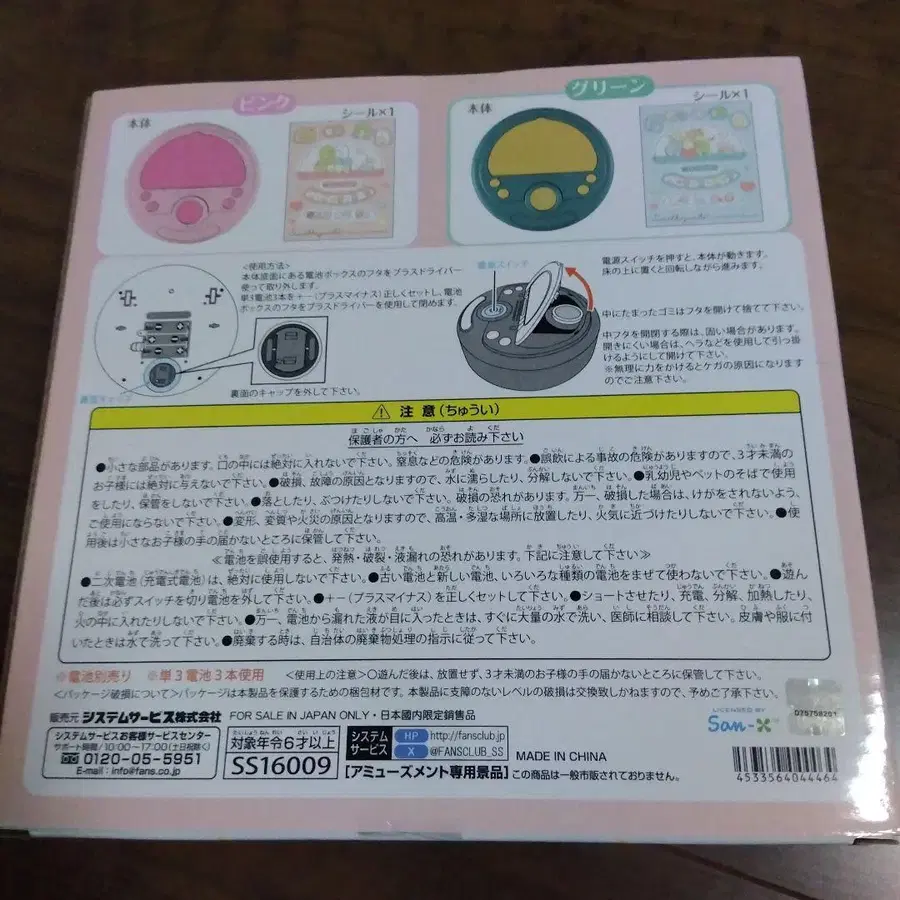 ピンク
本体
シール×1
グリーン
本体
シール×1
<使用方法>
本体底面にある電池ボックスのフタをプラスドライバー
使って取り外します。
単3電池3本を+ー(プラスマイナス)正しくセットし、電池
ボックスのフタをプラスドライバーを使用して閉めます。
裏面キャップ
裏面のキャップを外して下さい。
電源スイッチ
電源スイッチを押すと、本体が動きます。
床の上に置くと回転しながら進みます。
中にたまったゴミはフタを開けて捨てて下さい。
中フタを開閉する際は、固い場合があります。
開きにくい場合は、ヘラなどを使用して引っ掛
けるようにして開けて下さい。
※無理に力をかけるとケガの原因になります
のでご注意下さい。
⚠ 注意(ちゅうい)
保護者の方へ 必ずお読み下さい
●小さな部品があります。口の中には絶対に入れないで下さい。窒息などの危険があります。●誤飲による事故の危険がありますので、3才未満の
お子様には絶対に与えないで下さい。●破損、故障の原因となりますので、水に濡らしたり、分解しないで下さい。●乳幼児やペットのそばで使用
をしたり、保管をしないで下さい。●落としたり、ぶつけたりしないで下さい。破損の恐れがあります。万一、破損した場合は、けがをされないよう、
ご使用にならないで下さい。●変形、変質や火災の原因となりますので、高温・多湿な場所に放置したり、火気に近づけたりしないで下さい。●使
用後は小さなお子様の手の届かないところに保管して下さい。
≪電池を誤使用すると、発熱・破裂・液漏れの恐れがあります。下記に注意して下さい≫
●二次電池(充電式電池)は、絶対に使用しないで下さい。●古い電池と新しい電池、いろいろな種類の電池をまぜて使わないで下さい。●遊ん
だ後は必ずスイッチを切り電池を外して下さい。●+ー(プラスマイナス)を正しくセットして下さい。●ショートさせたり、充電、分解、加熱したり、
火の中に入れたりしないで下さい。●万一、電池から漏れた液が目に入ったときは、すぐに大量の水で洗い、医師に相談して下さい。皮膚や服に付
いたときは水で洗って下さい。●廃棄する時は、自治体の廃棄物処理の指示に従って下さい。
※電池別売り ※単3電池3本使用 <使用上の注意>○遊んだ後は、放置せず、3才未満のお子様の手の届かないところに保管して下さい。
<パッケージ破損について>パッケージは本製品を保護するための梱包材です。本製品に支障のないレベルの破損は交換致しかねますので、予めご了承下さい。
販売元 システムサービス株式会社 FOR SALE IN JAPAN ONLY・日本國内限定銷售品
システムサービスお客様サービスセンター
サポート時間/10:00〜17:00(土日祝除く)
0120-05-5951
E-mail : info@fans.co.jp
対象年令6才以上
SS16009
システム
サービス
HP http://fansclub.jp
X @FANSCLUB_SS
MADE IN CHINA
【アミューズメント専用景品】この商品は一般市販されておりません。
LICENSED BY
San-X
4533564044464